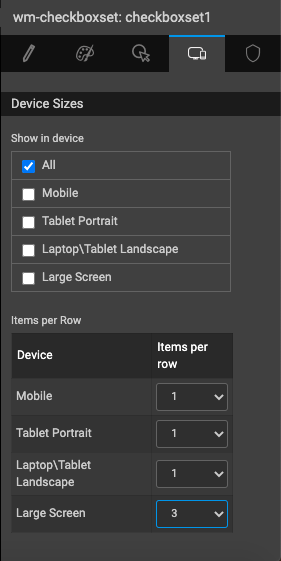 wm-checkboxset: checkboxset1
Device Sizes
Show in device
All
Mobile
Tablet Portrait
Laptop\Tablet Landscape
Large Screen
Items per Row
Device Items per
row
Mobile 1
Tablet Portrait 1
Laptop\Tablet
Landscape 1
Large Screen 3